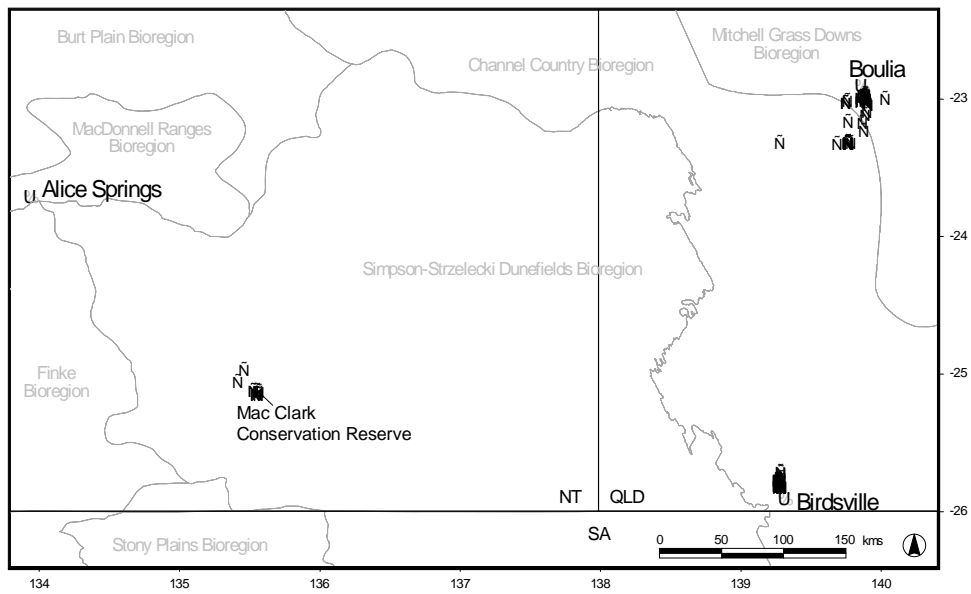 Burt Plain Bioregion
Mitchell Grass Downs
Bioregion
Channel Country Bioregion
Boulia
U
Ñ
Ñ
Ñ
Ñ
-23
MacDonnell Ranges
Bioregion
Ñ
Ñ
Ñ
Ñ
Ñ
U Alice Springs
-24
Simpson-Strzelecki Dunefields Bioregion
Finke
Bioregion
Ñ
Ñ
-25
Ñ
Mac Clark
Conservation Reserve
Ñ
NT QLD
U Birdsville
-26
SA
Stony Plains Bioregion
0 50 100 150 kms
134 135 136 137 138 139 140